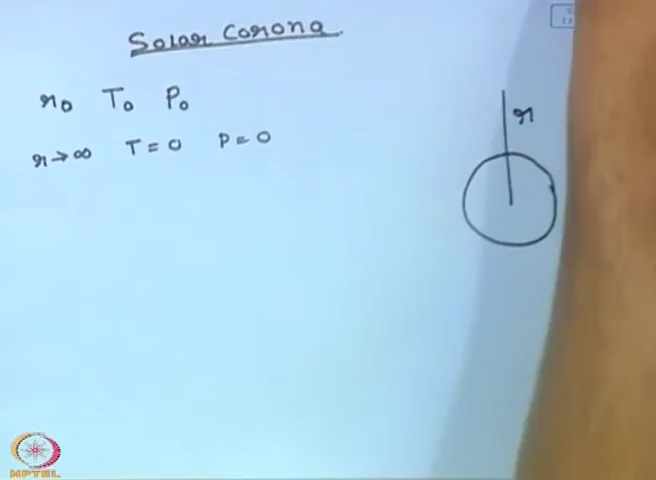 Solar Corona
r₀ T₀ P₀
r→∞ T = 0 P = 0
r
NPTEL